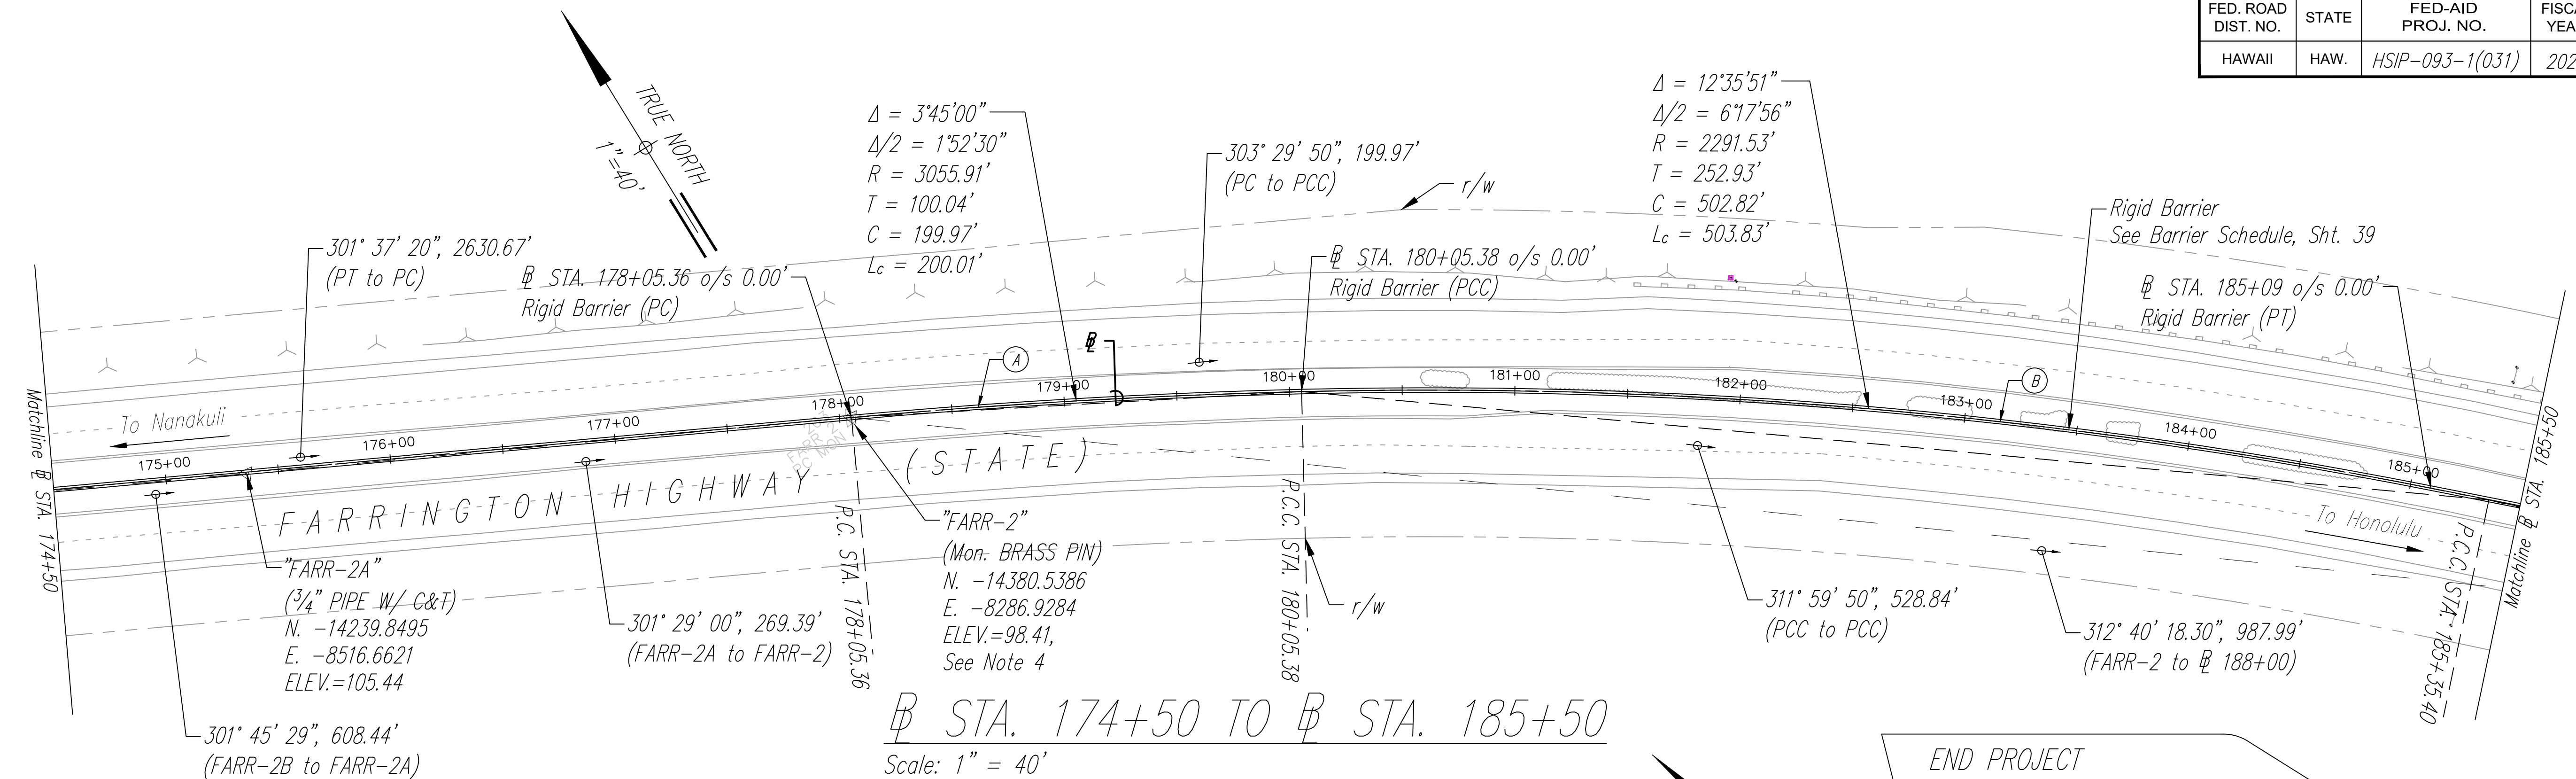 FED. ROAD DIST. NO.
STATE
FED-AID PROJ. NO.
HAWAII
HAW.
HSIP-093-1(031)
202
TRUE NORTH
1"=40'
Δ = 3°45'00"
Δ/2 = 1°52'30"
R = 3055.91'
T = 100.04'
C = 199.97'
Lc = 200.01'
303° 29' 50", 199.97'
(PC to PCC)
r/w
Δ = 12°35'51"
Δ/2 = 6°17'56"
R = 2291.53'
T = 252.93'
C = 502.82'
Lc = 503.83'
Rigid Barrier
See Barrier Schedule, Sht. 39
301° 37' 20", 2630.67'
(PT to PC)
℄ STA. 178+05.36 o/s 0.00'
Rigid Barrier (PC)
℄ STA. 180+05.38 o/s 0.00'
Rigid Barrier (PCC)
℄ STA. 185+09 o/s 0.00'
Rigid Barrier (PT)
Matchline ℄ STA. 174+50
To Nanakuli
175+00
176+00
177+00
178+00
179+00
180+00
181+00
182+00
183+00
184+00
185+00
A
B
FARRINGTON HIGHWAY (STATE)
To Honolulu
Matchline ℄ STA. 185+50
"FARR-2A"
(3/4" PIPE W/ C&T)
N. -14239.8495
E. -8516.6621
ELEV.=105.44
301° 29' 00", 269.39'
(FARR-2A to FARR-2)
P.C. STA. 178+05.36
"FARR-2"
(Mon. BRASS PIN)
N. -14380.5386
E. -8286.9284
ELEV.=98.41,
See Note 4
P.C.C. STA. 180+05.38
r/w
311° 59' 50", 528.84'
(PCC to PCC)
312° 40' 18.30", 987.99'
(FARR-2 to ℄ 188+00)
P.C.C. STA. 185+35.40
301° 45' 29", 608.44'
(FARR-2B to FARR-2A)
℄ STA. 174+50 TO ℄ STA. 185+50
Scale: 1" = 40'
END PROJECT